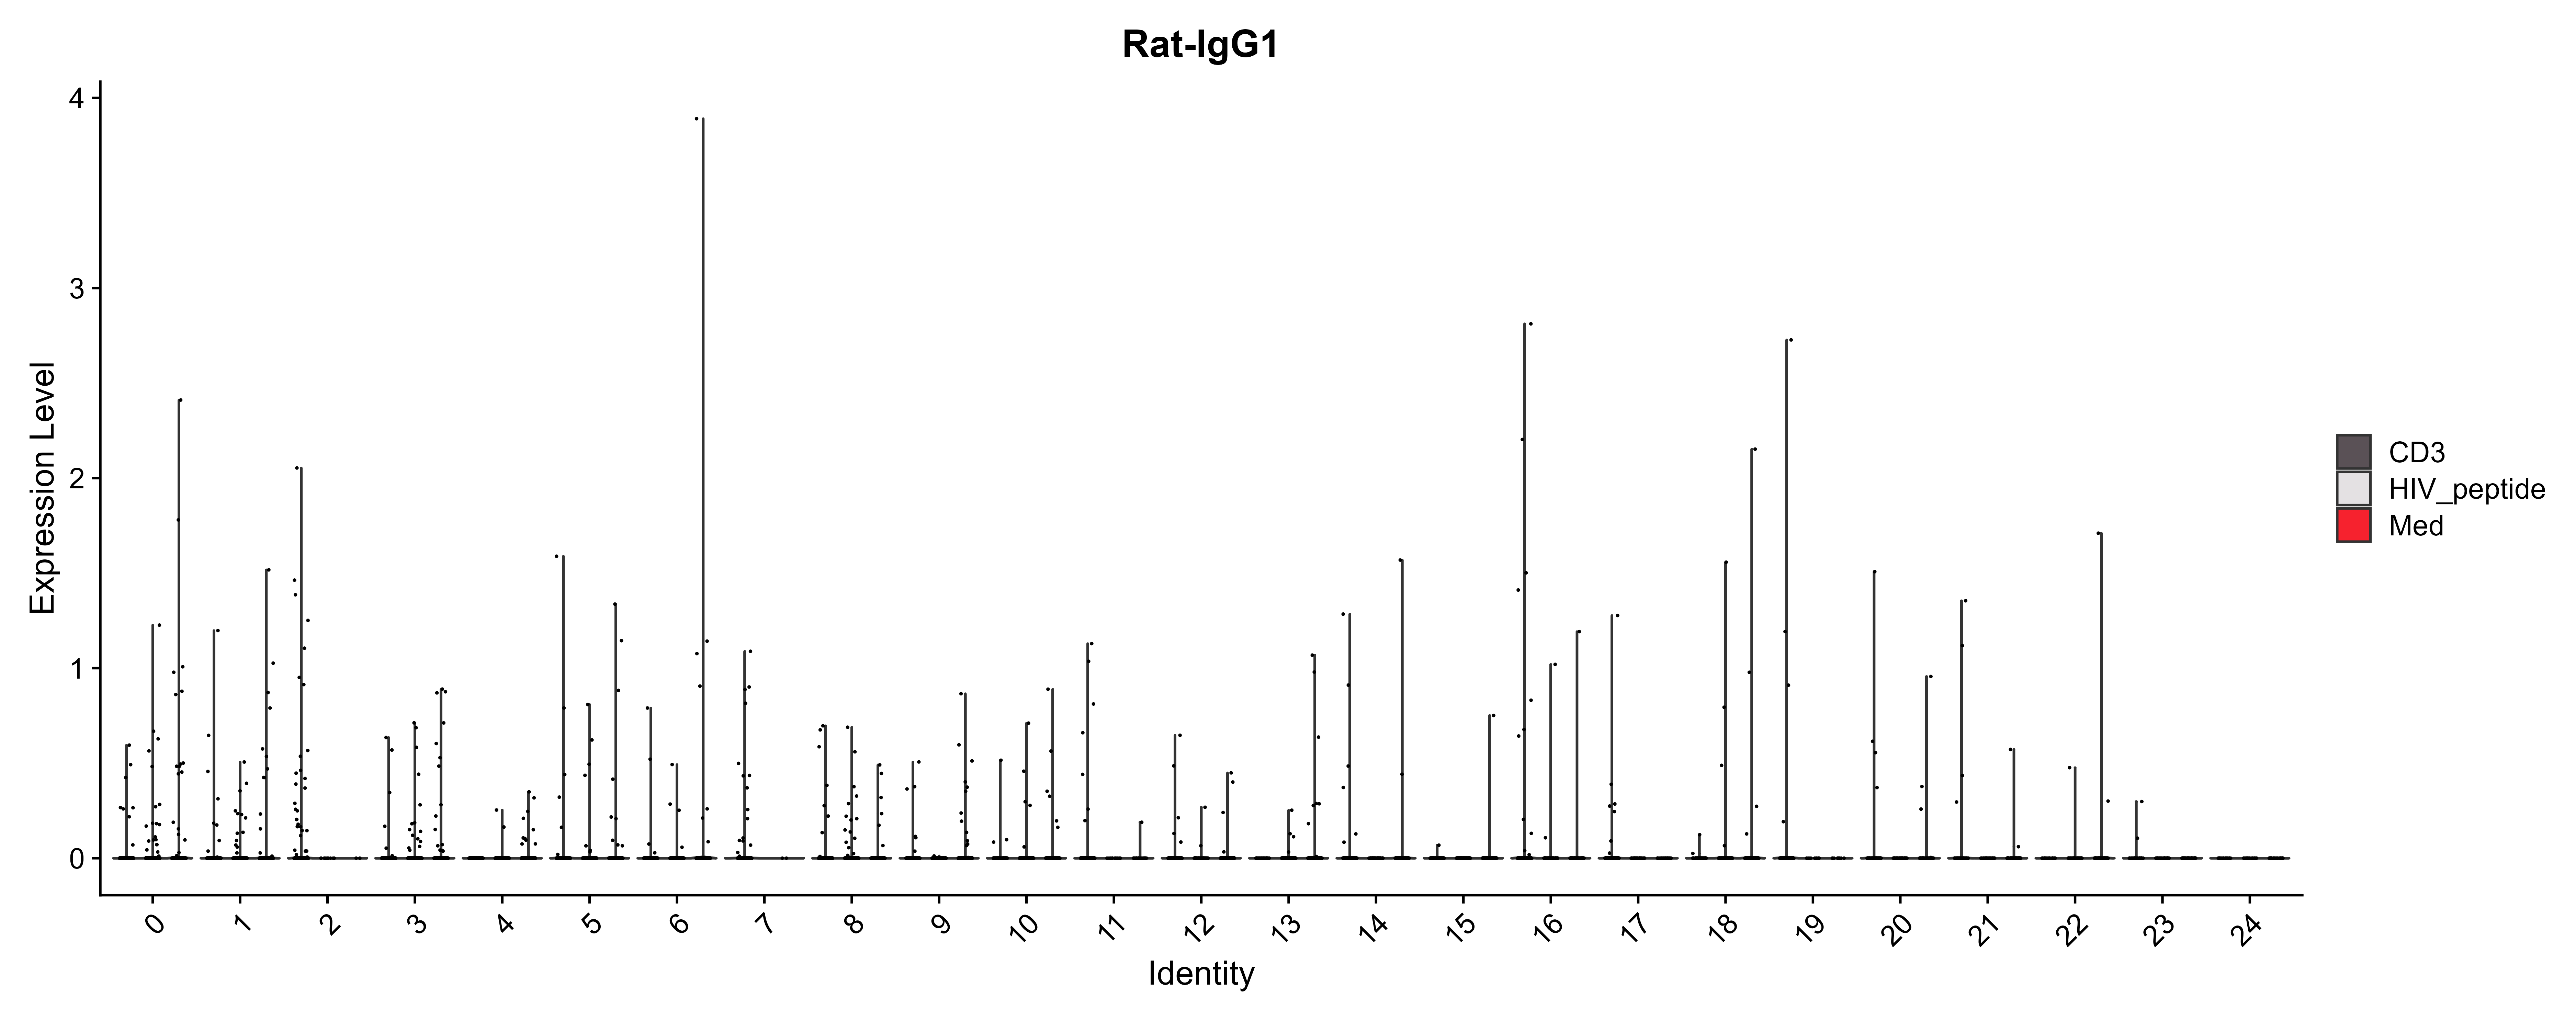 Rat-IgG1
Expression Level
4
3
2
1
0
0 1 2 3 4 5 6 7 8 9 10 11 12 13 14 15 16 17 18 19 20 21 22 23 24
Identity
CD3
HIV_peptide
Med